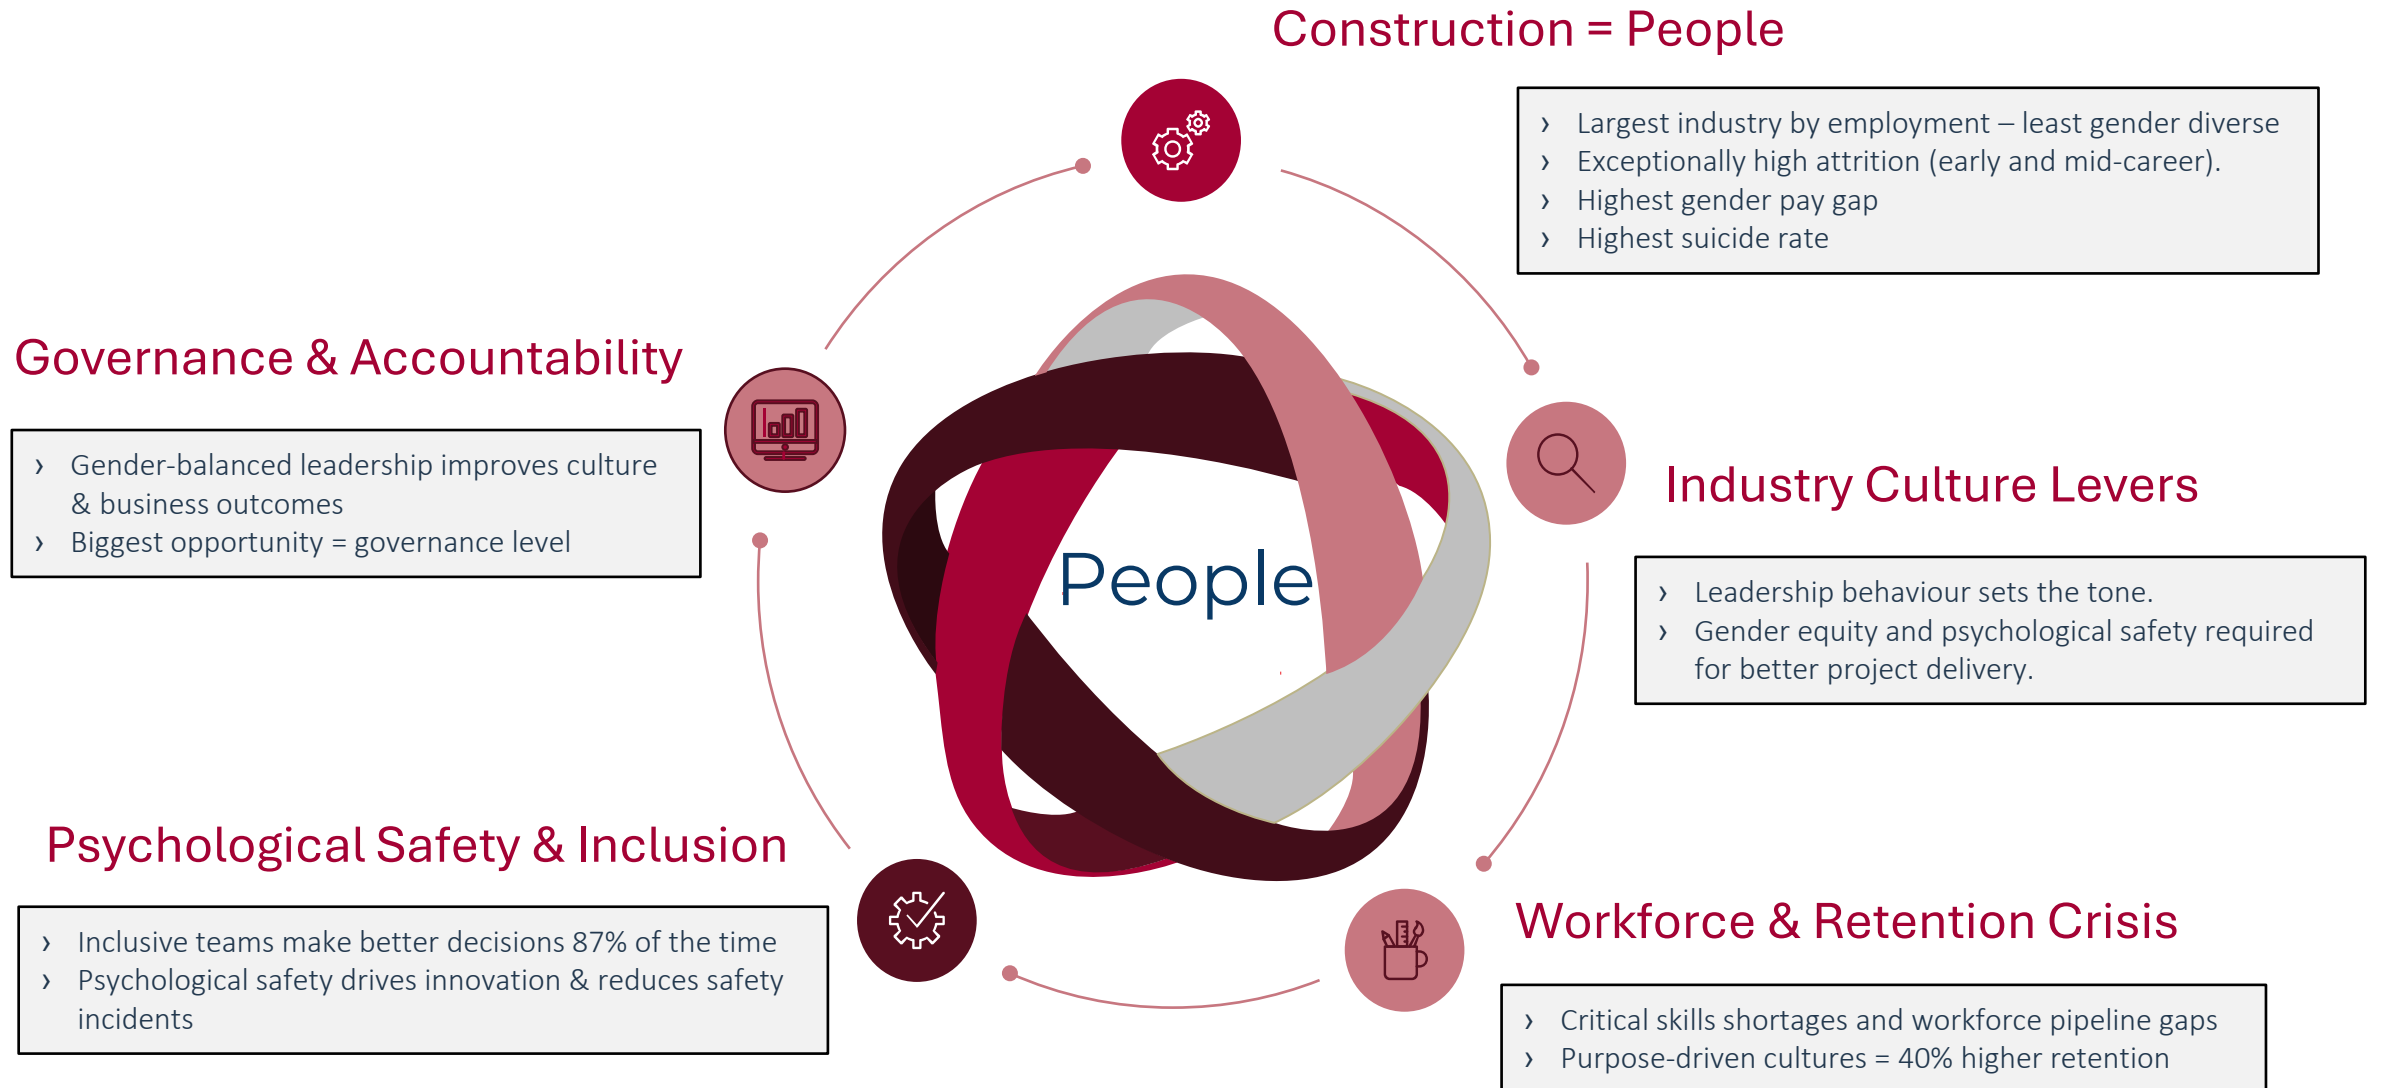 Construction = People
› Largest industry by employment – least gender diverse
› Exceptionally high attrition (early and mid-career).
› Highest gender pay gap
› Highest suicide rate
Governance & Accountability
› Gender-balanced leadership improves culture
& business outcomes
› Biggest opportunity = governance level
Industry Culture Levers
› Leadership behaviour sets the tone.
› Gender equity and psychological safety required
for better project delivery.
People
Psychological Safety & Inclusion
› Inclusive teams make better decisions 87% of the time
› Psychological safety drives innovation & reduces safety
incidents
Workforce & Retention Crisis
› Critical skills shortages and workforce pipeline gaps
› Purpose-driven cultures = 40% higher retention